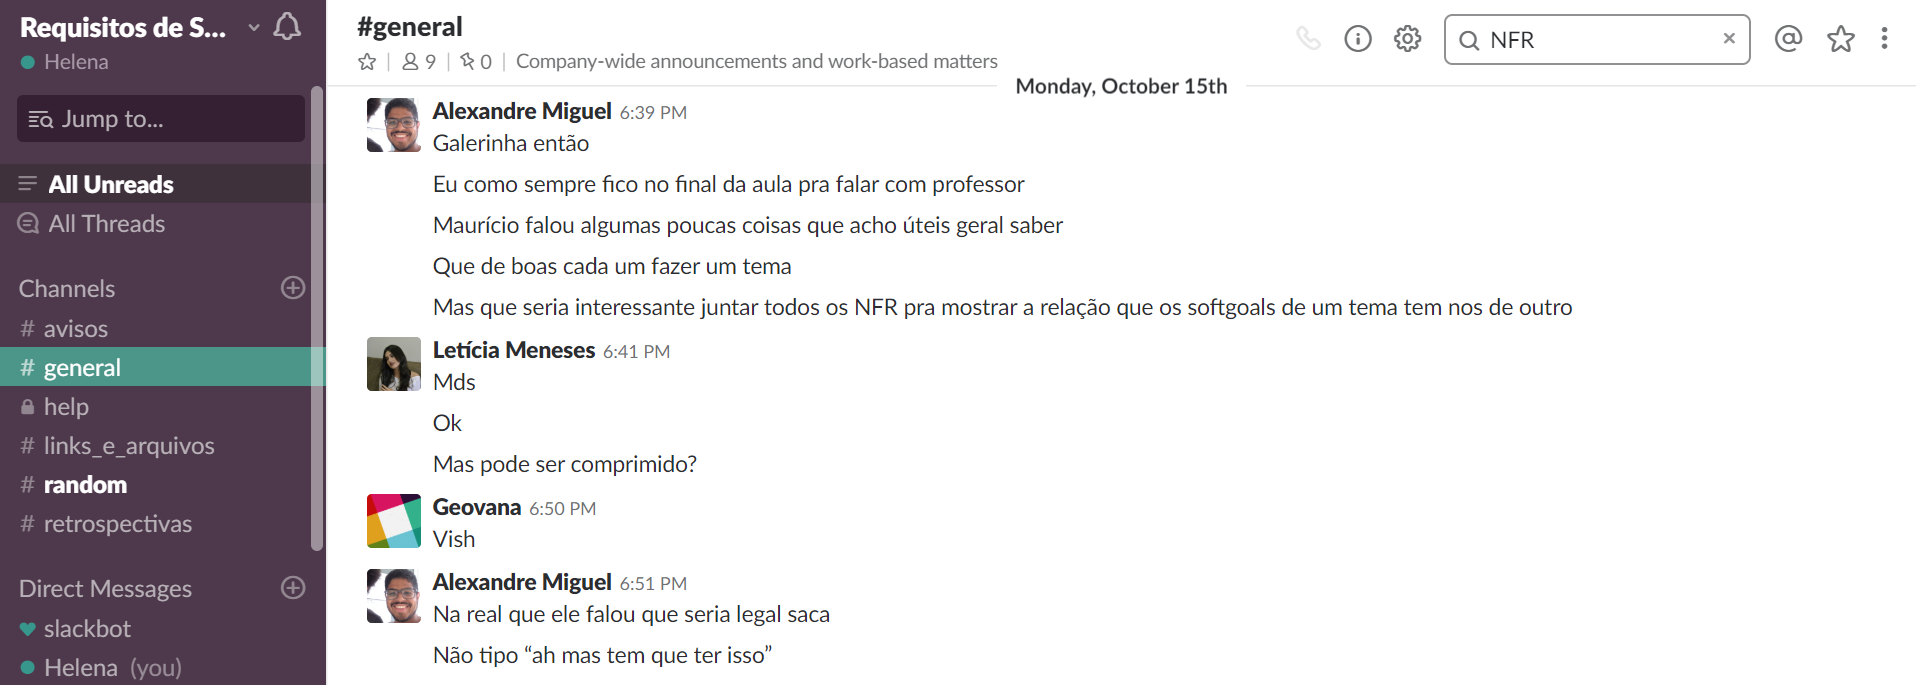 Requisitos de S...
Helena
Jump to...
All Unreads
All Threads
Channels
# avisos
# general
help
# links_e_arquivos
# random
# retrospectivas
Direct Messages
slackbot
Helena (you)
#general
9 | 0 | Company-wide announcements and work-based matters
NFR
Monday, October 15th
Alexandre Miguel 6:39 PM
Galerinha então
Eu como sempre fico no final da aula pra falar com professor
Maurício falou algumas poucas coisas que acho úteis geral saber
Que de boas cada um fazer um tema
Mas que seria interessante juntar todos os NFR pra mostrar a relação que os softgoals de um tema tem nos de outro
Letícia Meneses 6:41 PM
Mds
Ok
Mas pode ser comprimido?
Geovana 6:50 PM
Vish
Alexandre Miguel 6:51 PM
Na real que ele falou que seria legal saca
Não tipo “ah mas tem que ter isso”